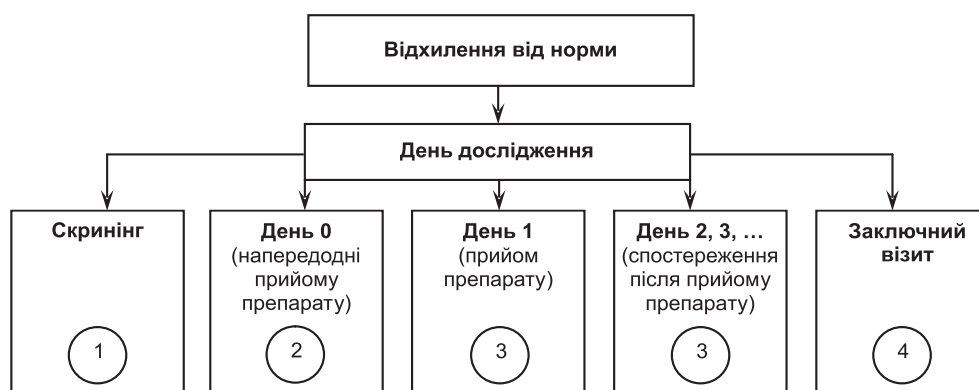 Відхилення від норми
День дослідження
Скринінг
1
День 0
(напередодні
прийому
препарату)
2
День 1
(прийом
препарату)
3
День 2, 3, …
(спостереження
після прийому
препарату)
3
Заключний
візит
4